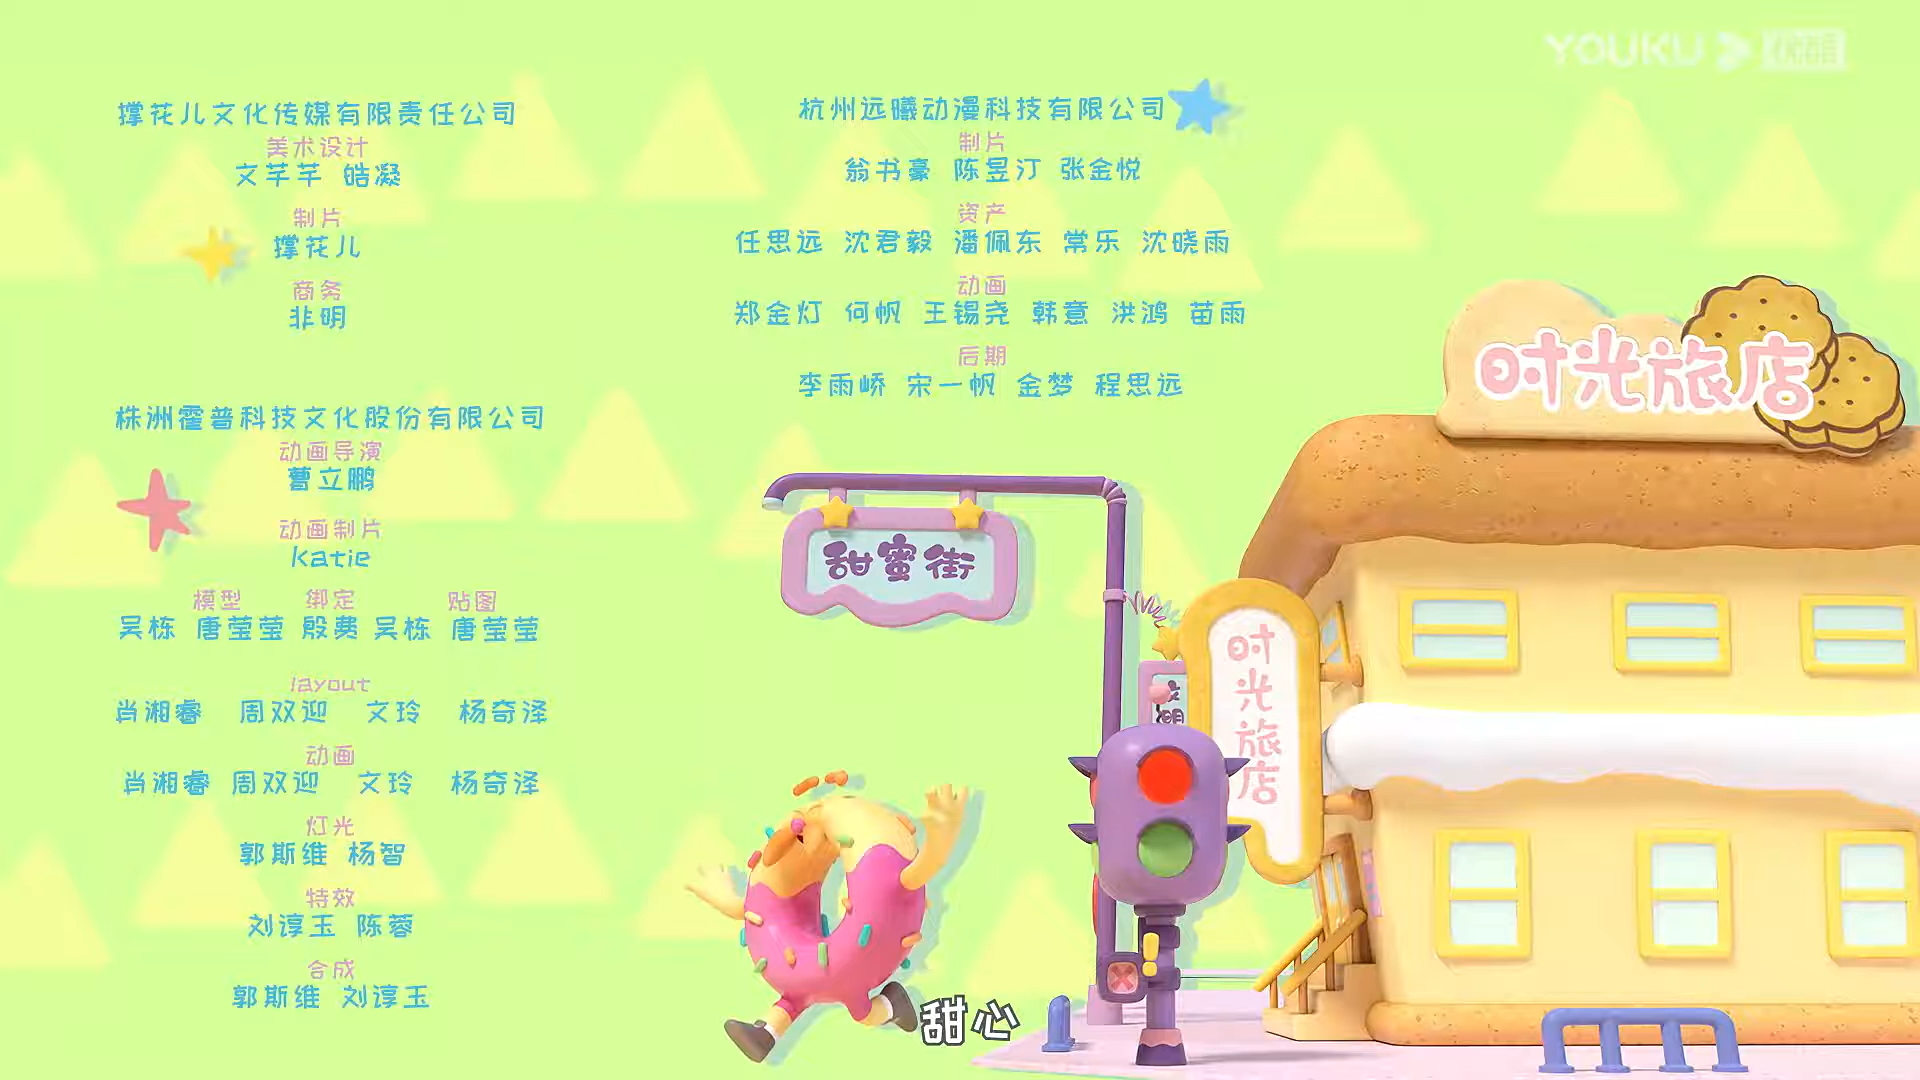 撑花儿文化传媒有限责任公司
美术设计
文芊芊 皓凝
制片
撑花儿
商务
非明
株洲霍普科技文化股份有限公司
动画导演
曹立鹏
动画制片
Katie
模型 绑定 贴图
吴栋 唐莹莹 殷费 吴栋 唐莹莹
layout
肖湘睿 周双迎 文玲 杨奇泽
动画
肖湘睿 周双迎 文玲 杨奇泽
灯光
郭斯维 杨智
特效
刘谆玉 陈蓉
合成
郭斯维 刘谆玉
杭州远曦动漫科技有限公司
制片
翁书豪 陈昱汀 张金悦
资产
任思远 沈君毅 潘佩东 常乐 沈晓雨
动画
郑金灯 何帆 王锡尧 韩意 洪鸿 苗雨
后期
李雨峤 宋一帆 金梦 程思远
YOUKU
时光旅店
甜蜜街
时光旅店
甜心